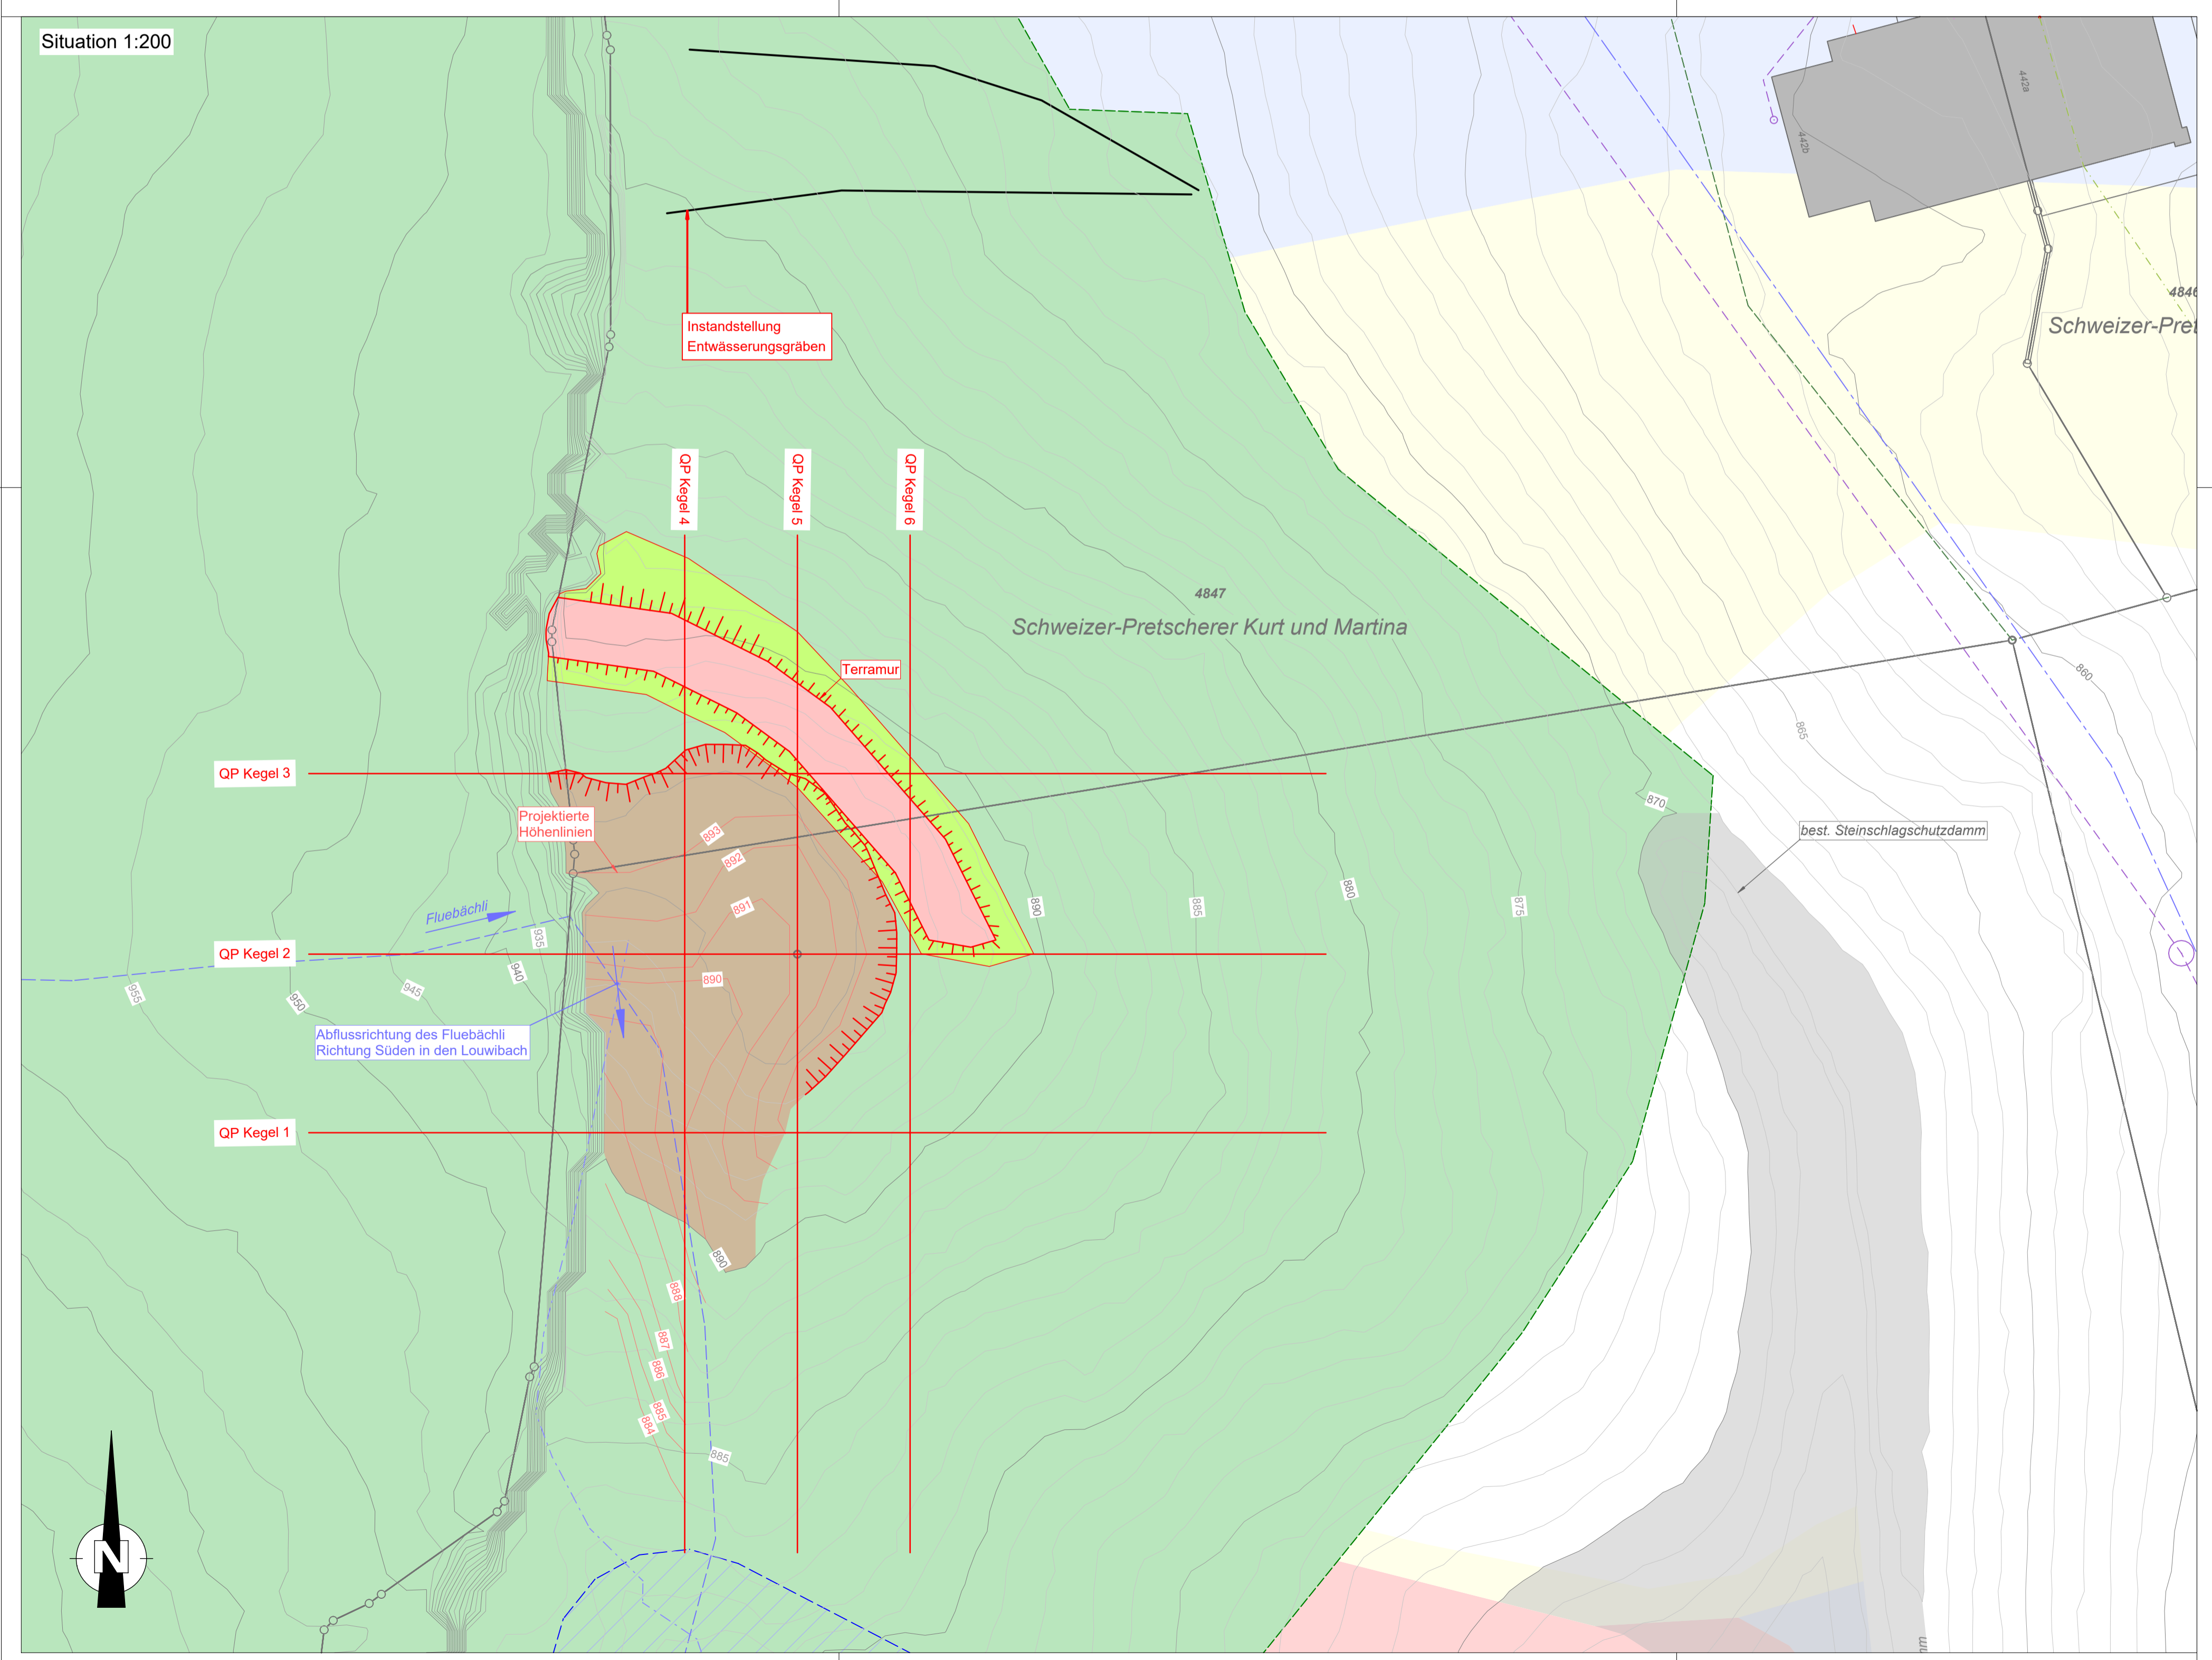 Situation 1:200
442a
442b
4846
Schweizer-Pret
Instandstellung
Entwässerungsgräben
QP Kegel 4
QP Kegel 5
QP Kegel 6
4847
Schweizer-Pretscherer Kurt und Martina
Terramur
860
865
QP Kegel 3
870
Projektierte
Höhenlinien
893
892
best. Steinschlagschutzdamm
891
890
885
880
875
Fluebächli
935
QP Kegel 2
940
890
945
955
950
Abflussrichtung des Fluebächli
Richtung Süden in den Louwibach
QP Kegel 1
890
888
887
886
885
884
885
N